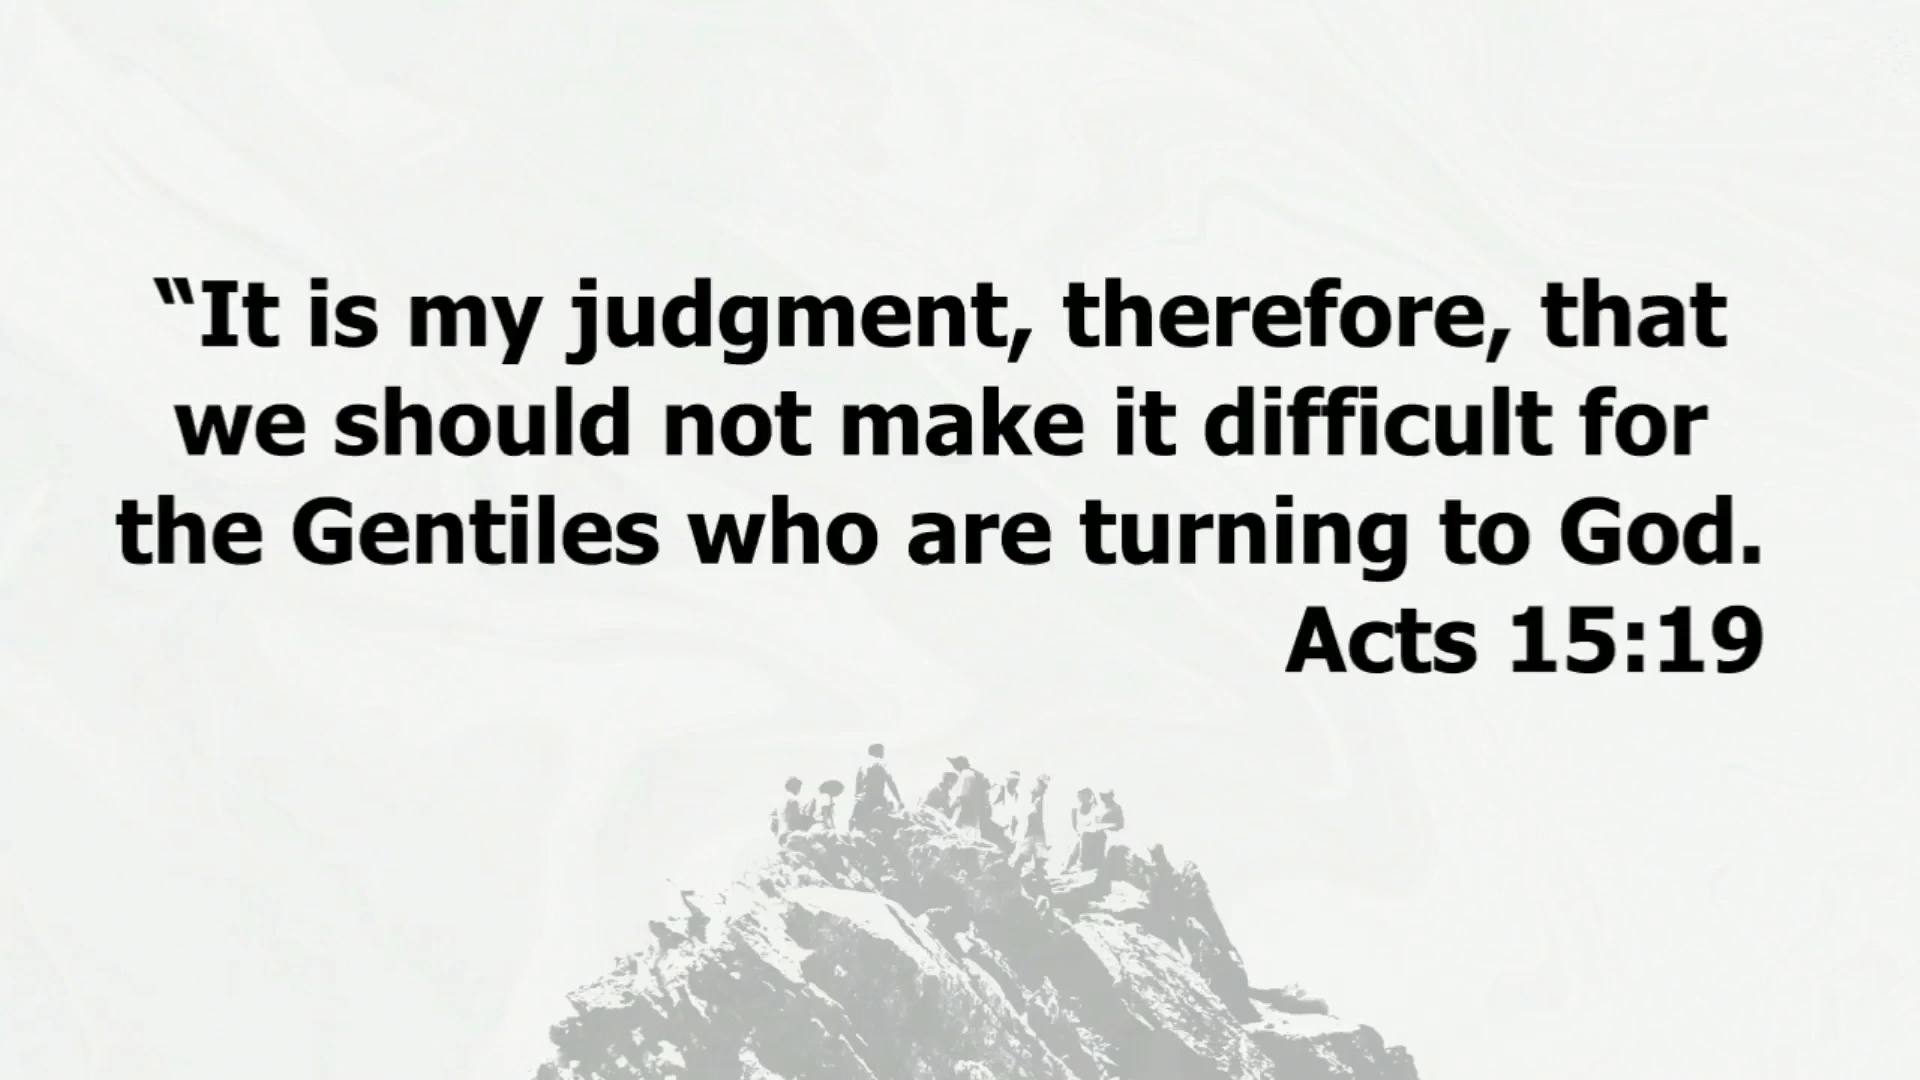 “It is my judgment, therefore, that
we should not make it difficult for
the Gentiles who are turning to God.
Acts 15:19